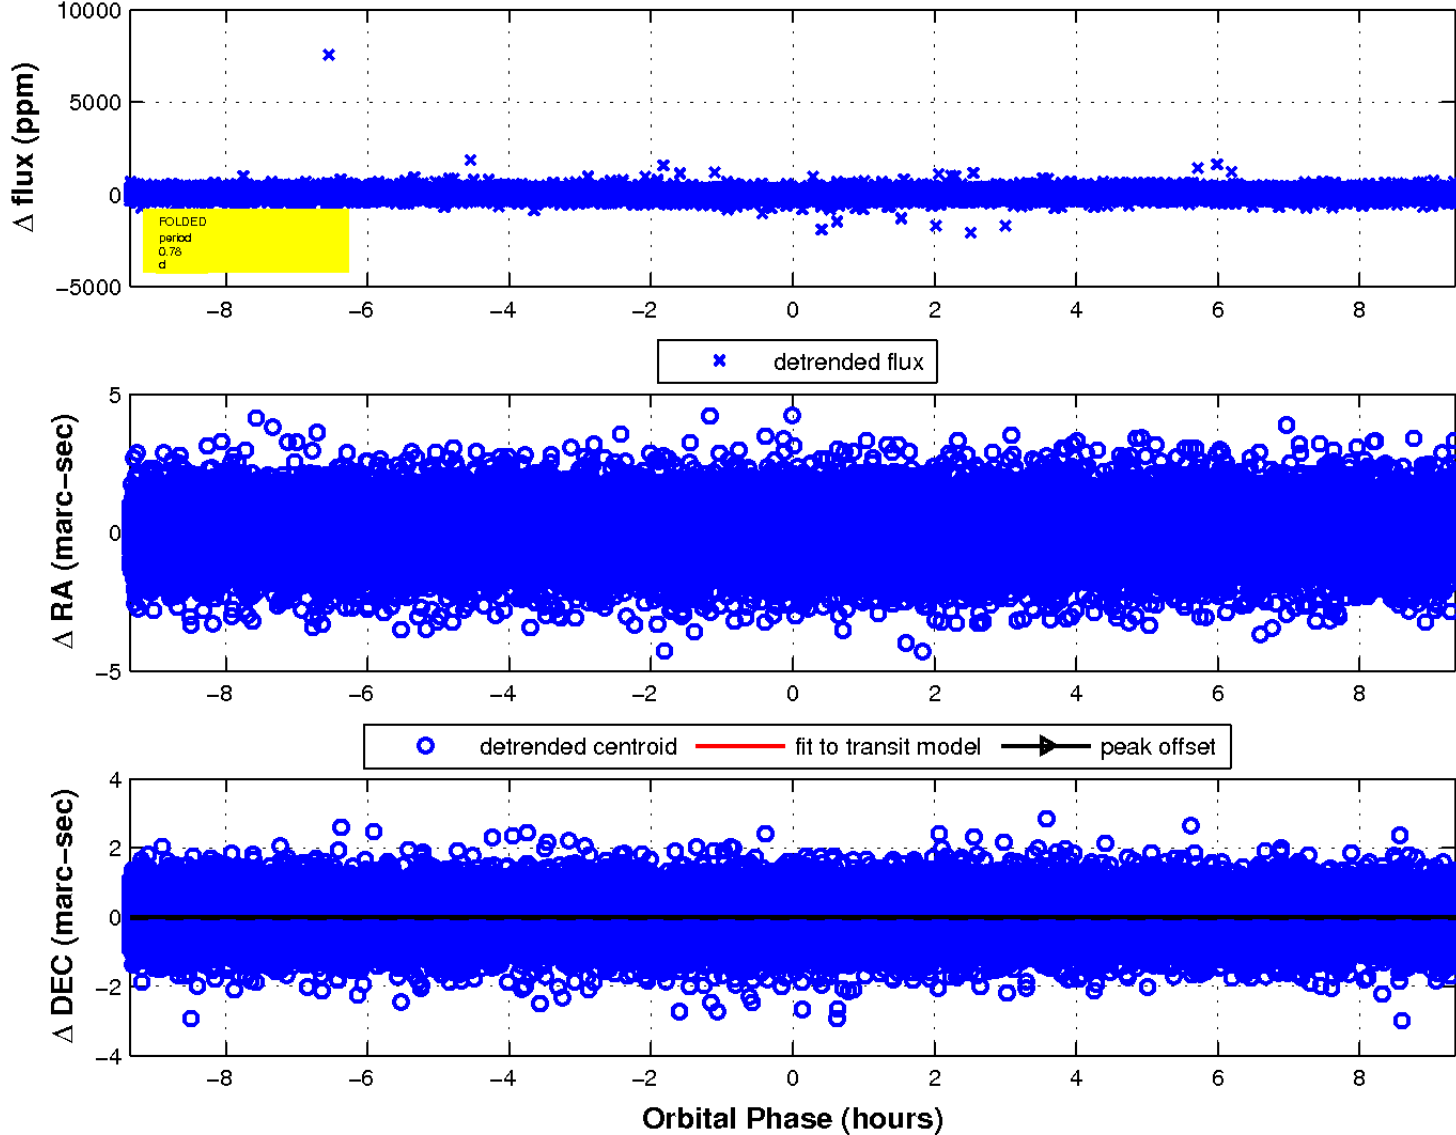 10000
5000
0
−5000
Δ flux (ppm)
FOLDED
period
0.78
d
−8 −6 −4 −2 0 2 4 6 8
detrended flux
5
0
−5
Δ RA (marc−sec)
−8 −6 −4 −2 0 2 4 6 8
detrended centroid fit to transit model peak offset
4
2
0
−2
−4
Δ DEC (marc−sec)
−8 −6 −4 −2 0 2 4 6 8
Orbital Phase (hours)